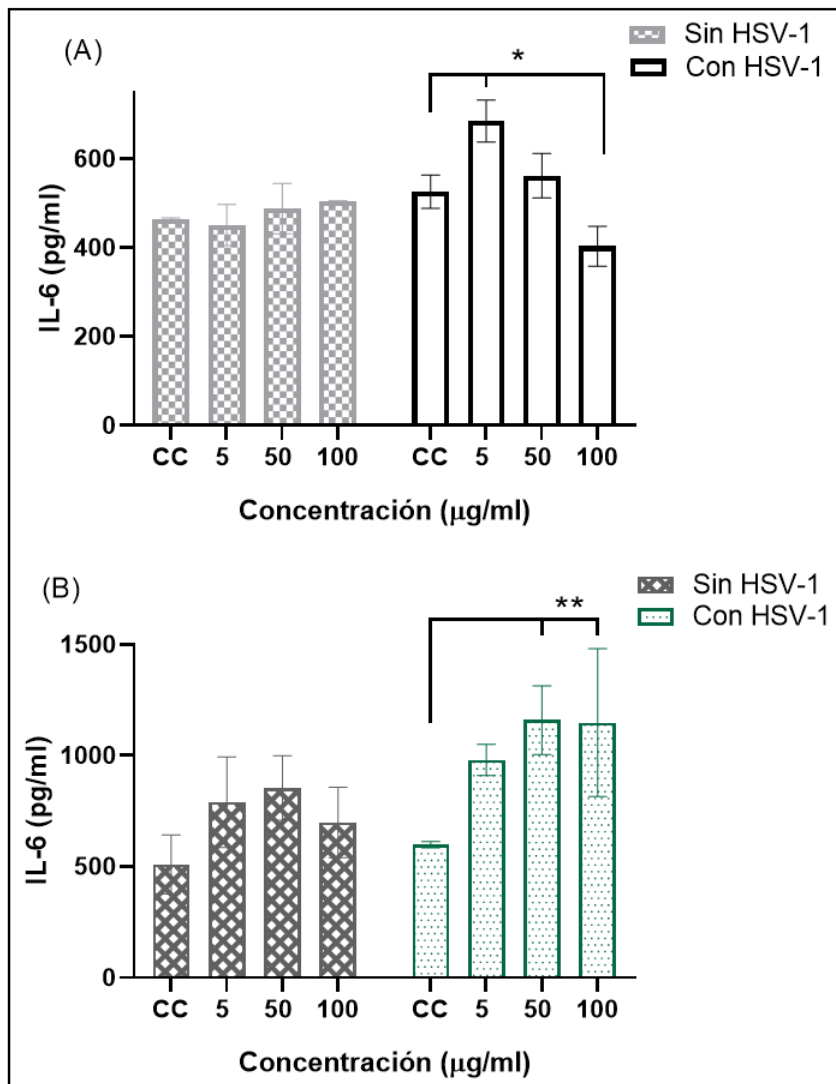 (A)
Sin HSV-1
Con HSV-1
*
IL-6 (pg/ml)
600
400
200
0
CC 5 50 100 CC 5 50 100
Concentración (μg/ml)
(B)
Sin HSV-1
Con HSV-1
**
IL-6 (pg/ml)
1500
1000
500
0
CC 5 50 100 CC 5 50 100
Concentración (μg/ml)